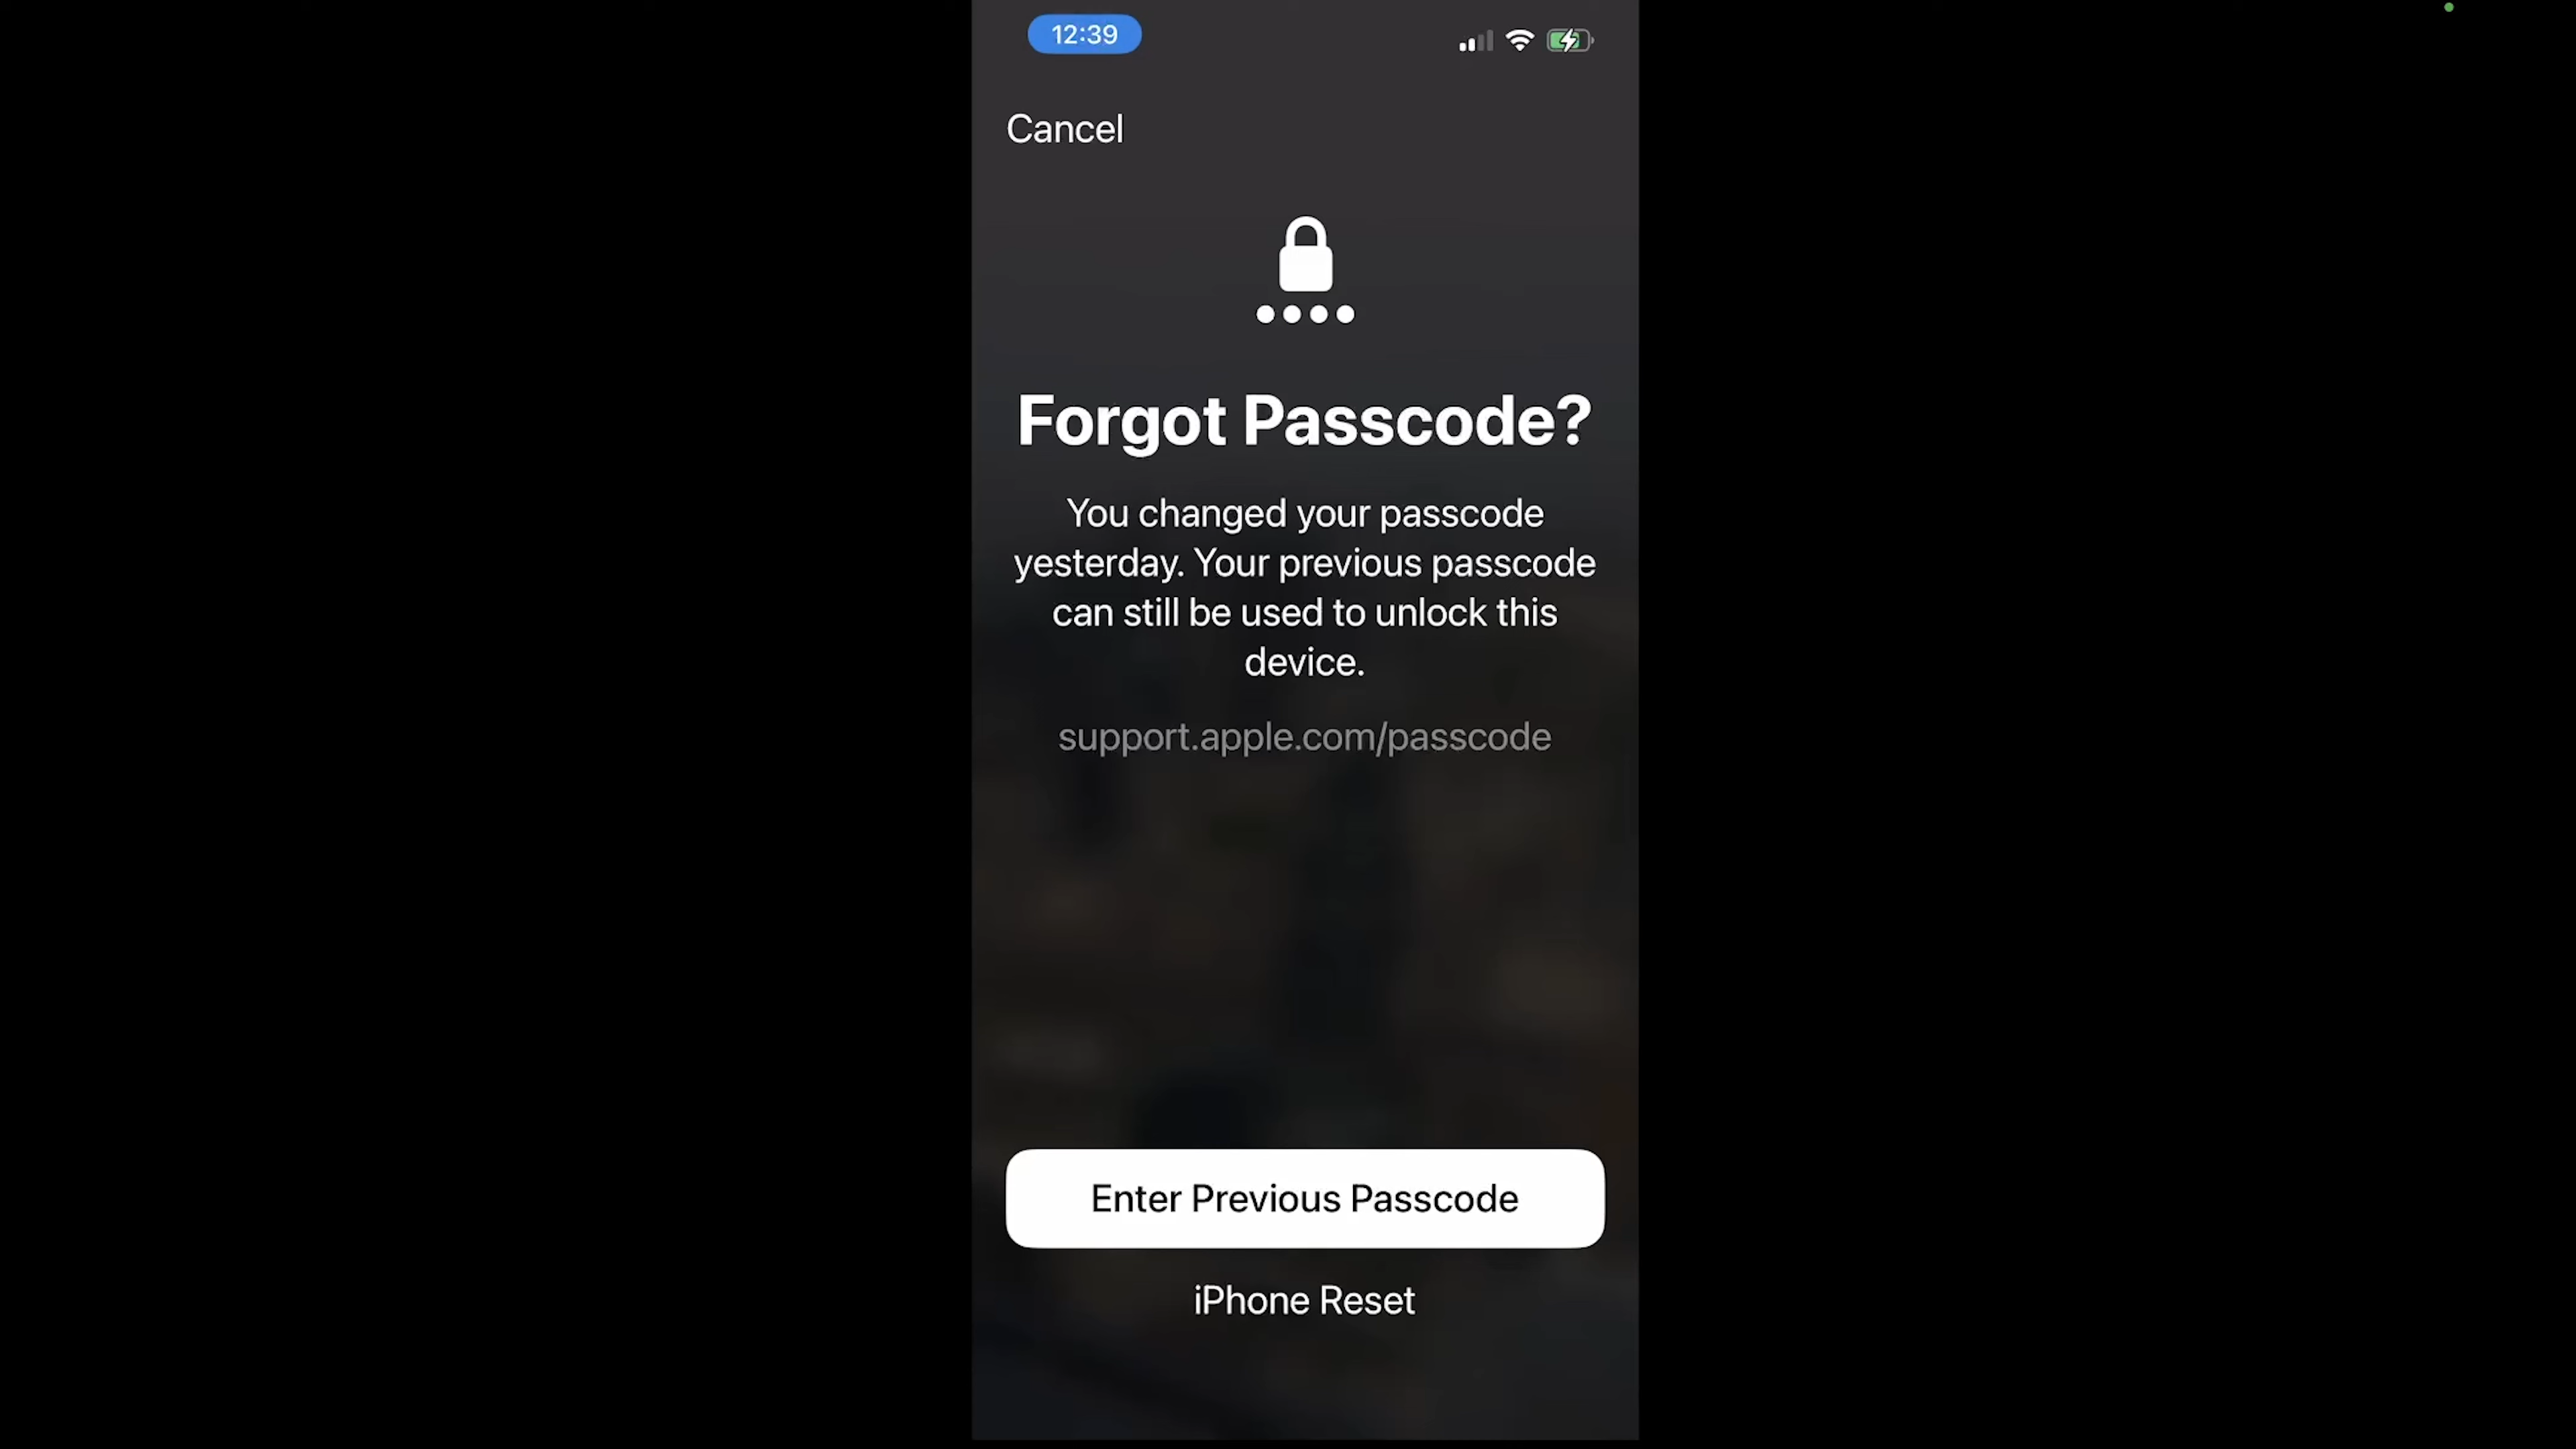 12:39
Cancel
Forgot Passcode?
You changed your passcode
yesterday. Your previous passcode
can still be used to unlock this
device.
support.apple.com/passcode
Enter Previous Passcode
iPhone Reset